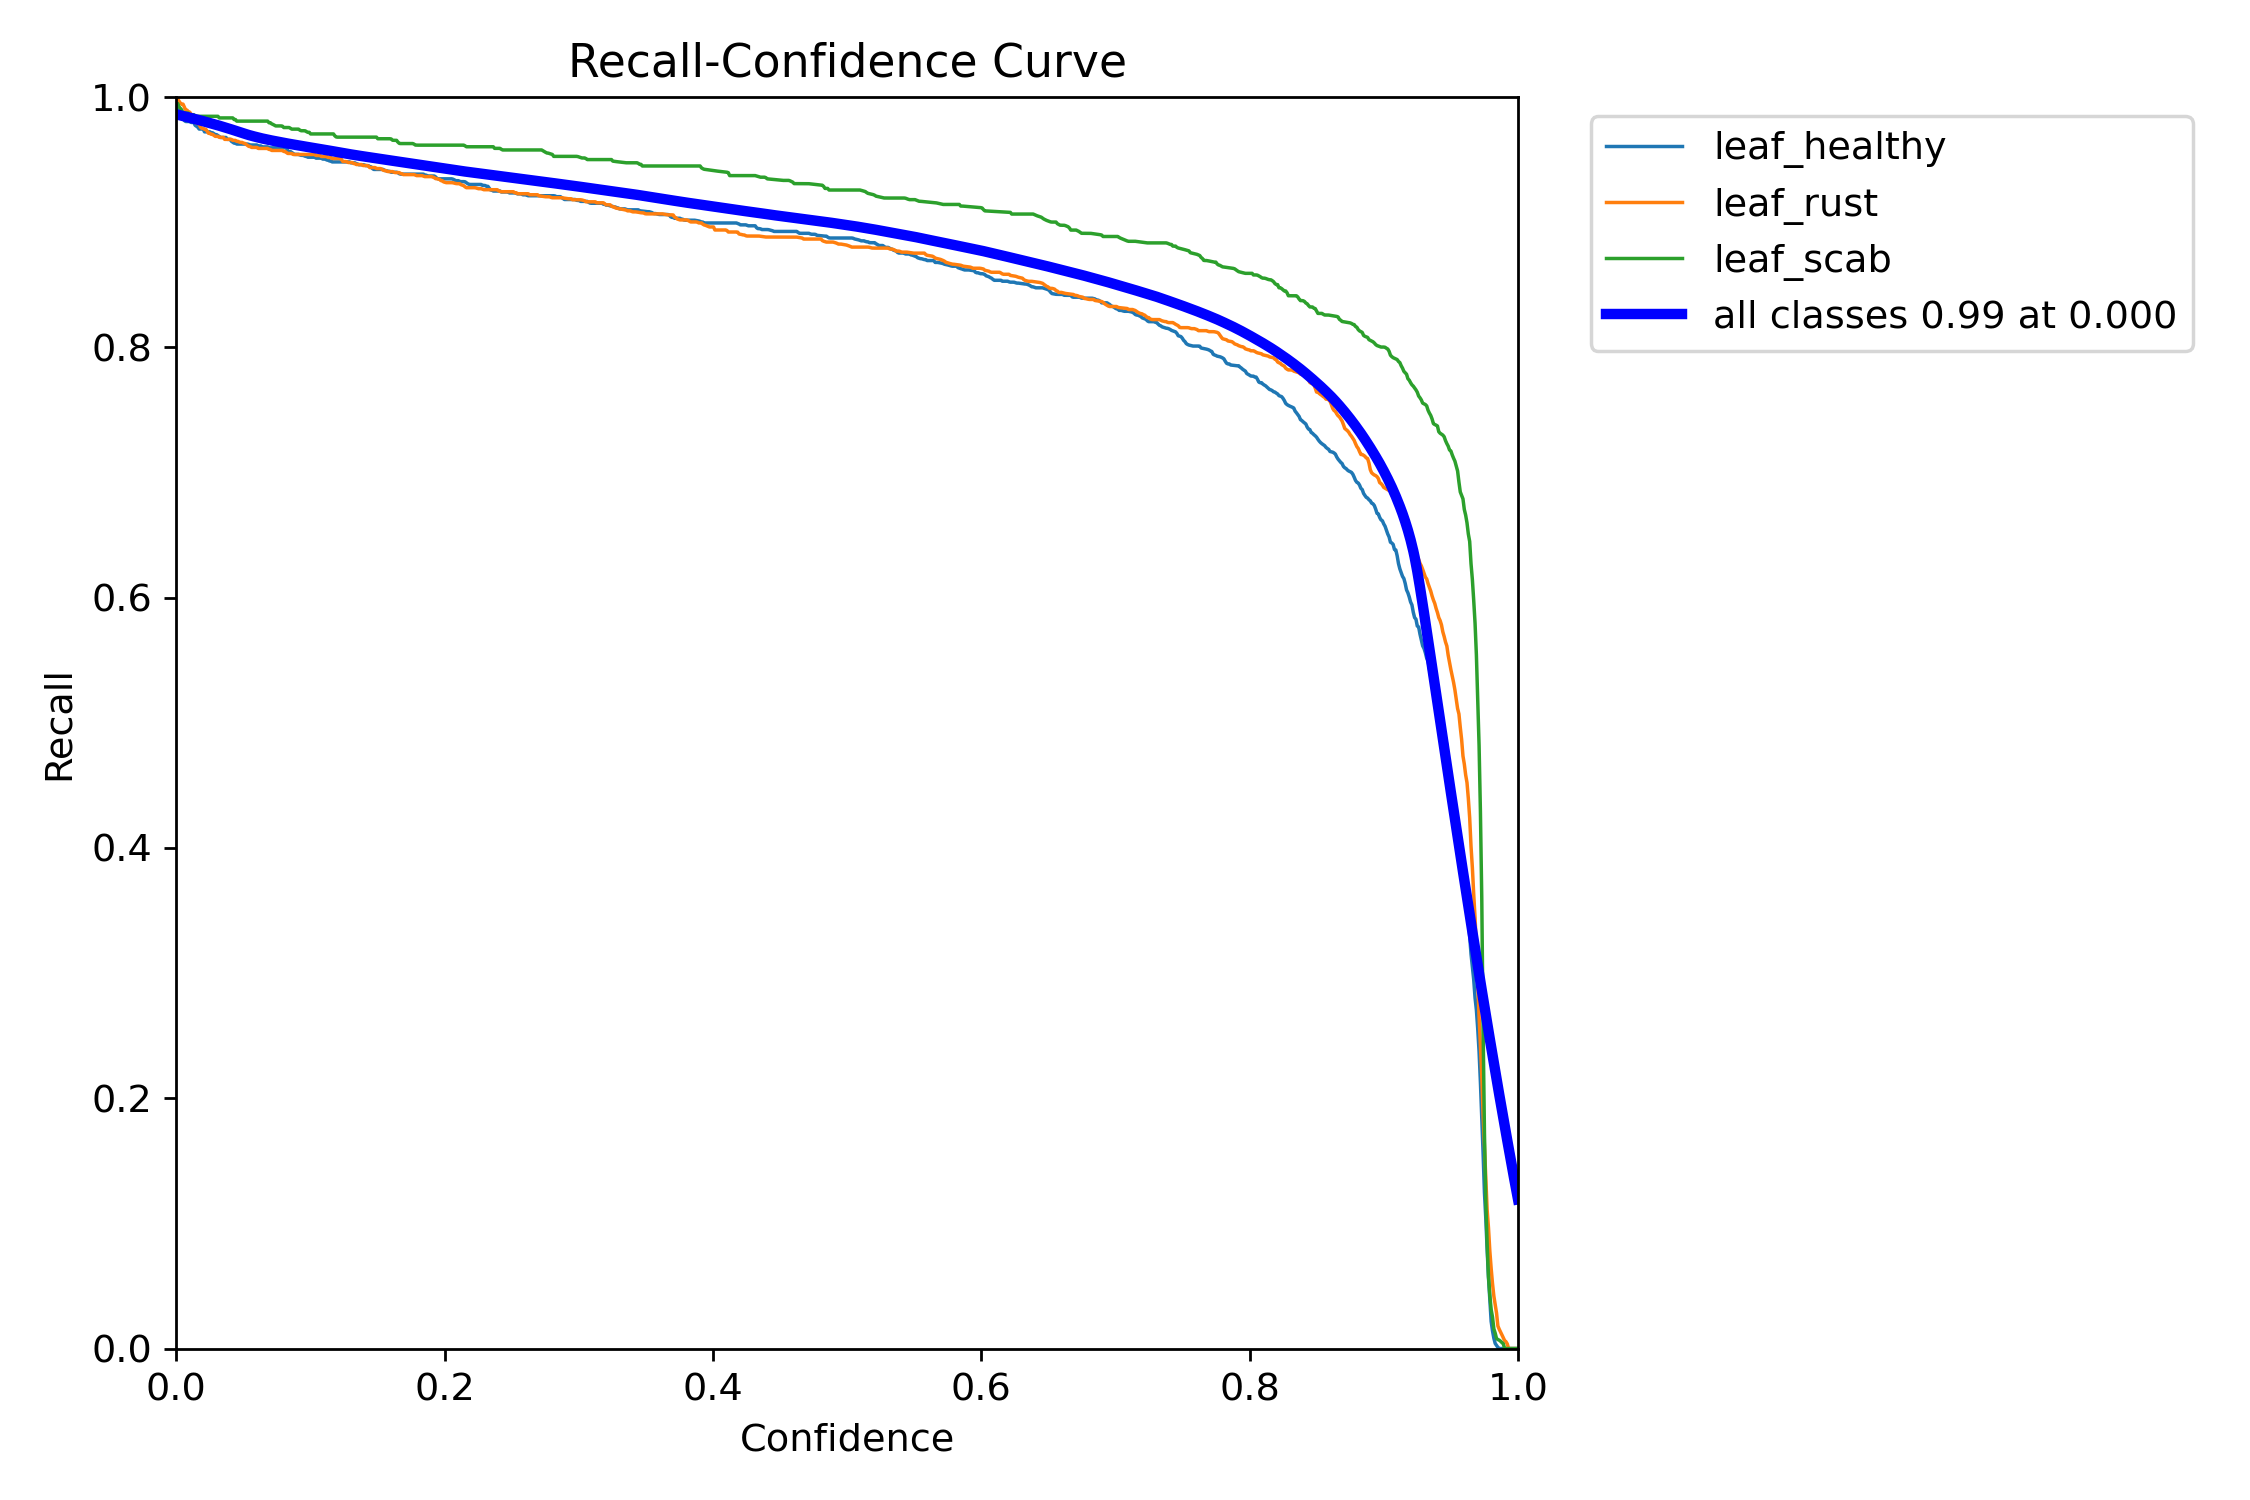 Recall-Confidence Curve
1.0
0.8
0.6
0.4
0.2
0.0
Recall
0.0 0.2 0.4 0.6 0.8 1.0
Confidence
leaf_healthy
leaf_rust
leaf_scab
all classes 0.99 at 0.000